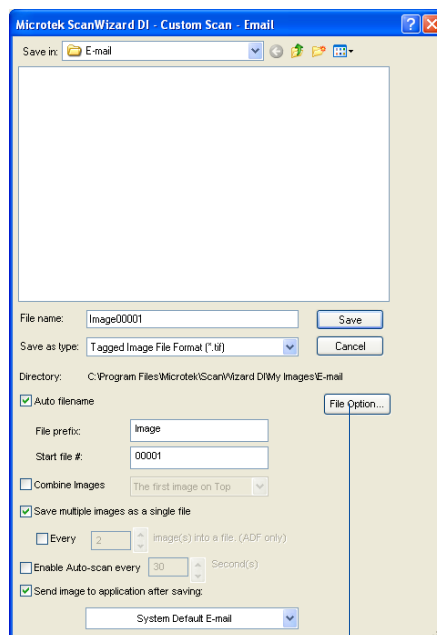 Microtek ScanWizard DI - Custom Scan - Email
Save in: E-mail
File name: Image00001 Save
Save as type: Tagged Image File Format (*.tif) Cancel
Directory: C:\Program Files\Microtek\ScanWizard DI\My Images\E-mail
Auto filename File Option...
File prefix: Image
Start file #: 00001
Combine Images The first image on Top
Save multiple images as a single file
Every 2 image(s) into a file. (ADF only)
Enable Auto-scan every 30 Second(s)
Send image to application after saving:
System Default E-mail